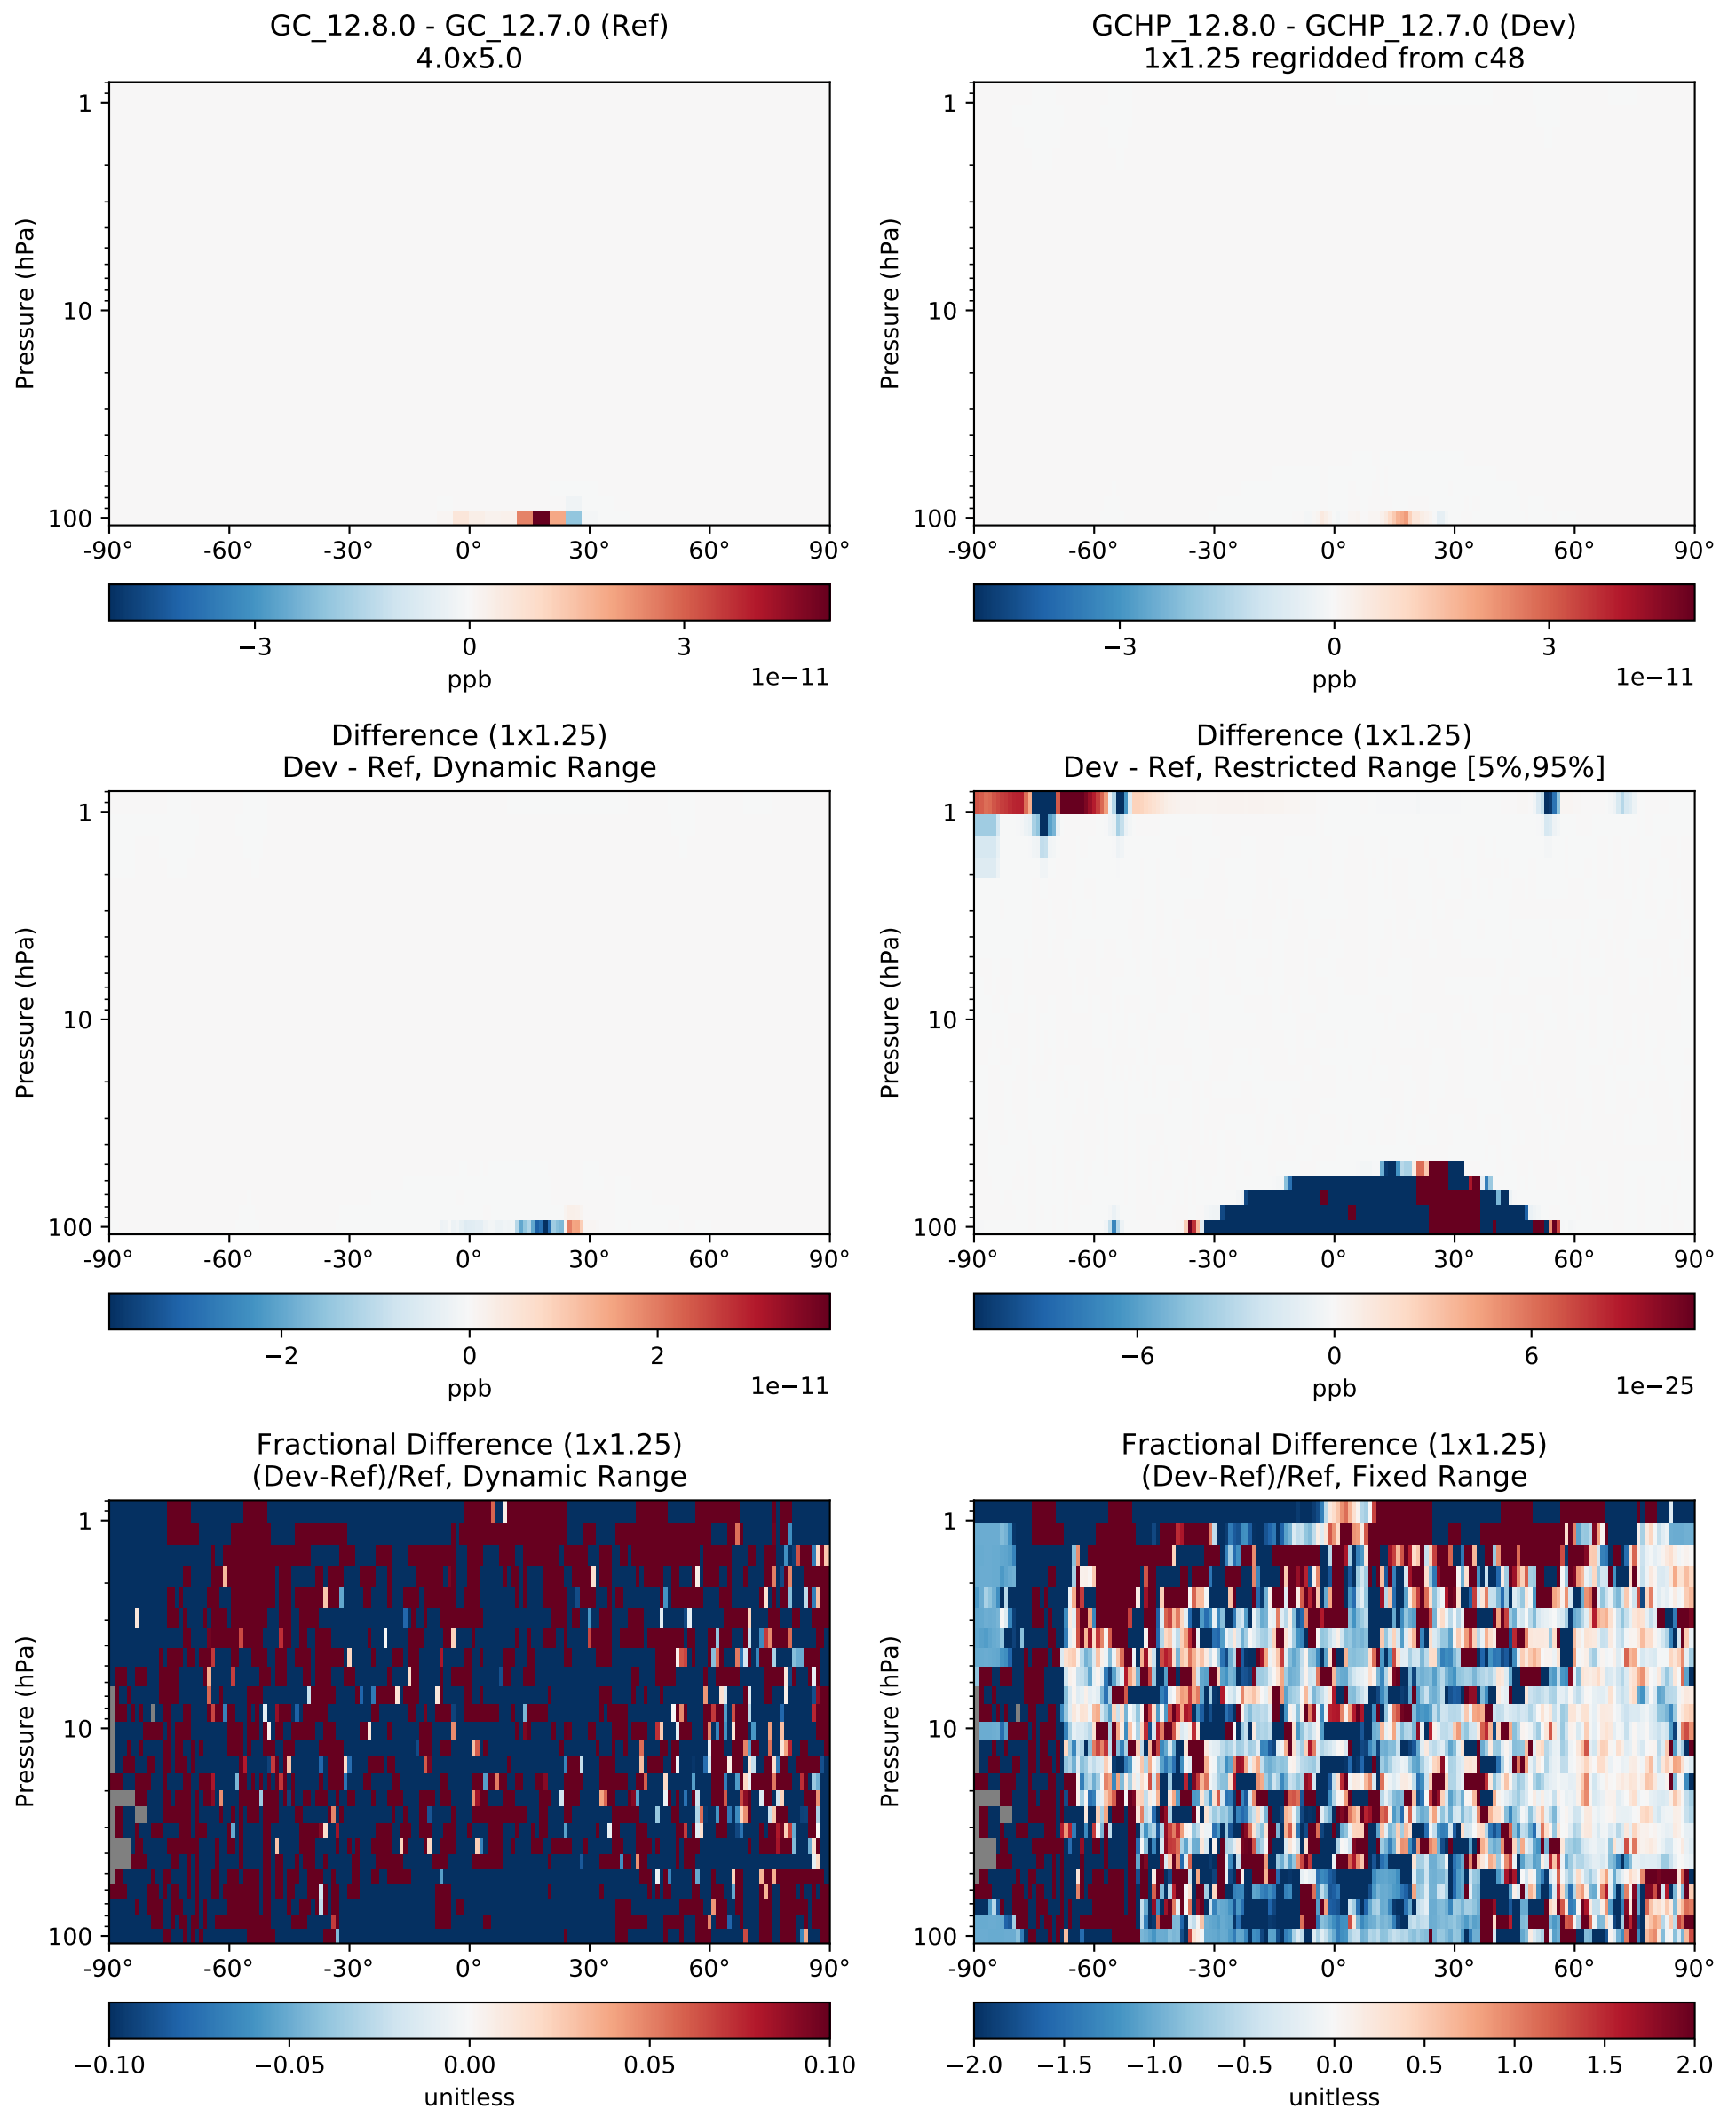 GC_12.8.0 - GC_12.7.0 (Ref)
4.0x5.0
Pressure (hPa)
1
10
100
-90° -60° -30° 0° 30° 60° 90°
−3 0 3
1e−11
ppb
GCHP_12.8.0 - GCHP_12.7.0 (Dev)
1x1.25 regridded from c48
Pressure (hPa)
1
10
100
-90° -60° -30° 0° 30° 60° 90°
−3 0 3
1e−11
ppb
Difference (1x1.25)
Dev - Ref, Dynamic Range
Pressure (hPa)
1
10
100
-90° -60° -30° 0° 30° 60° 90°
−2 0 2
1e−11
ppb
Difference (1x1.25)
Dev - Ref, Restricted Range [5%,95%]
Pressure (hPa)
1
10
100
-90° -60° -30° 0° 30° 60° 90°
−6 0 6
1e−25
ppb
Fractional Difference (1x1.25)
(Dev-Ref)/Ref, Dynamic Range
Pressure (hPa)
1
10
100
-90° -60° -30° 0° 30° 60° 90°
−0.10 −0.05 0.00 0.05 0.10
unitless
Fractional Difference (1x1.25)
(Dev-Ref)/Ref, Fixed Range
Pressure (hPa)
1
10
100
-90° -60° -30° 0° 30° 60° 90°
−2.0 −1.5 −1.0 −0.5 0.0 0.5 1.0 1.5 2.0
unitless